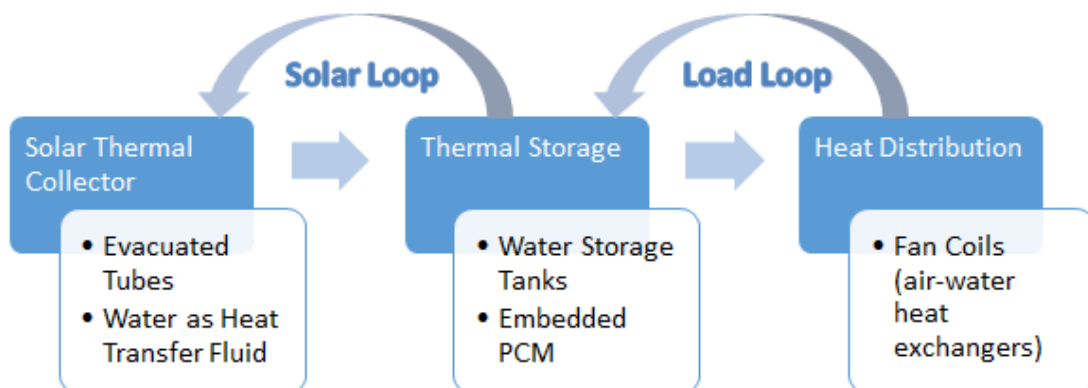 Solar Loop
Load Loop
Solar Thermal
Collector
Thermal Storage
Heat Distribution
• Evacuated
Tubes
• Water as Heat
Transfer Fluid
• Water Storage
Tanks
• Embedded
PCM
• Fan Coils
(air-water
heat
exchangers)